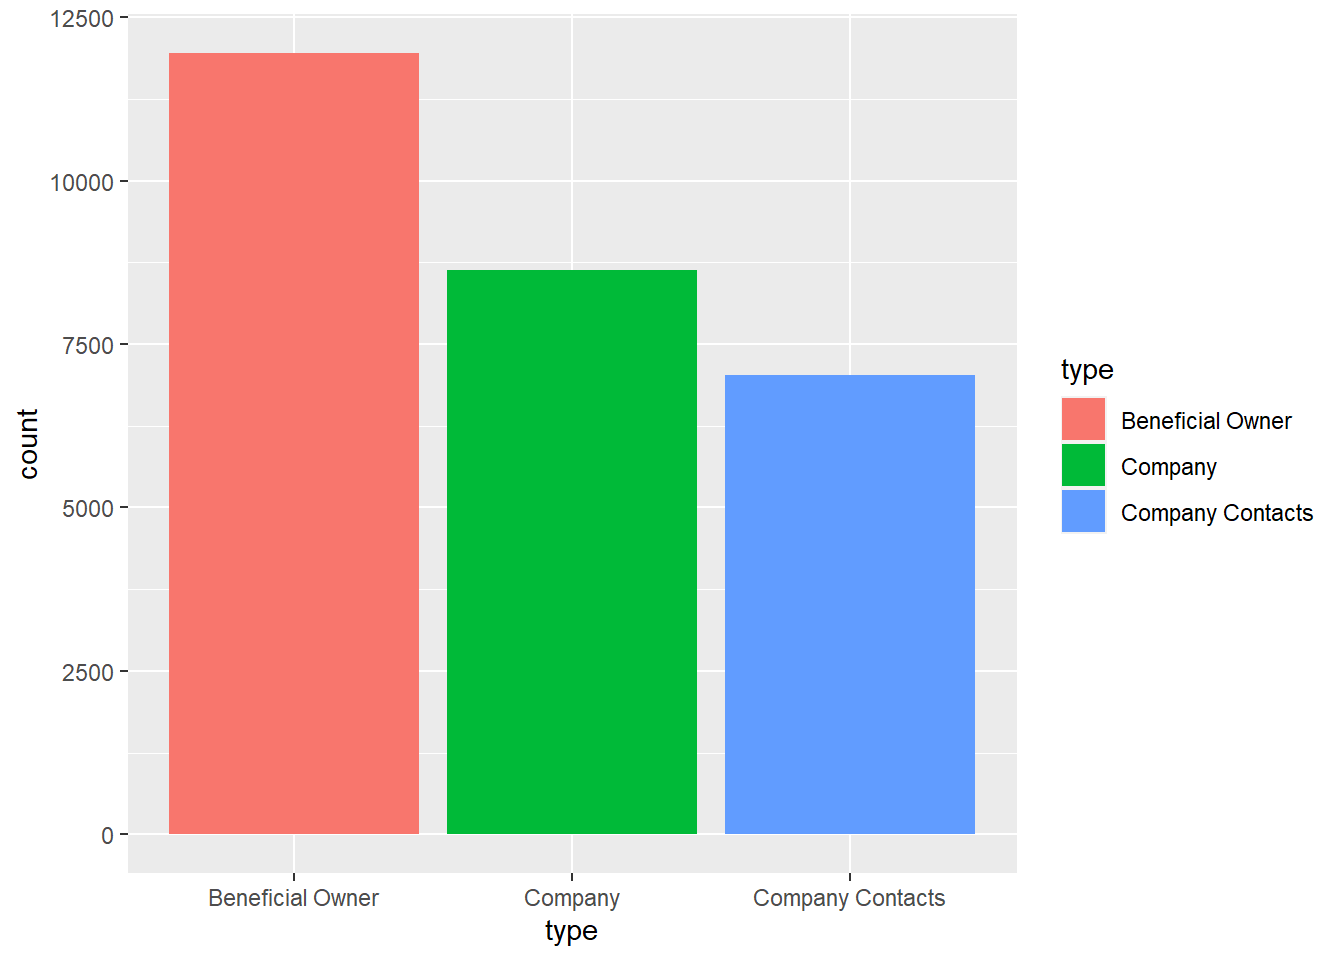 12500
10000
7500
5000
2500
0
count
Beneficial Owner
Company
Company Contacts
type
type
Beneficial Owner
Company
Company Contacts